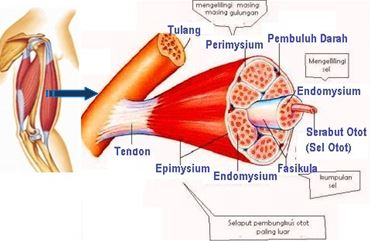 mengelilingi masing
masing gulungan
Tulang
Perimysium
Pembuluh Darah
Mengellilingi
sel
Endomysium
Serabut Otot
(Sel Otot)
Tendon
Epimysium
Endomysium
Fasikula
kumpulan
sel
Selaput pembungkus otot
paling luar